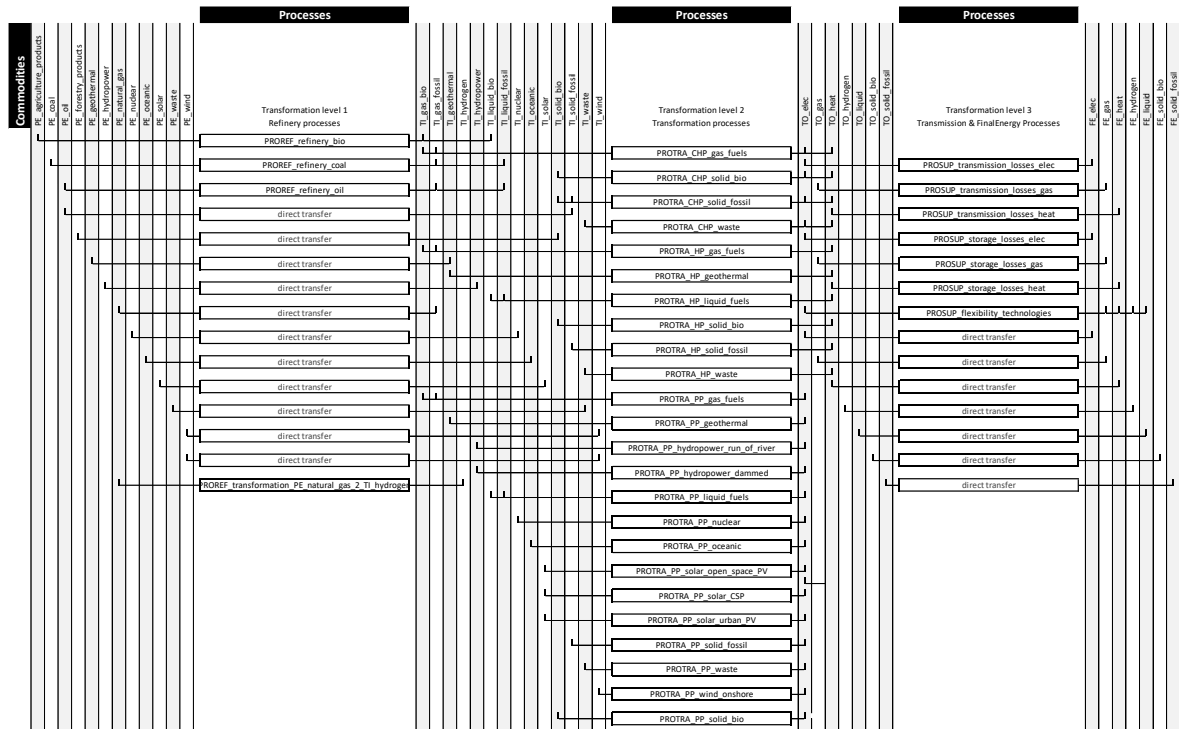 Processes
Processes
Processes
Commodities
PE_agriculture_products
PE_coal
PE_oil
PE_forestry_products
PE_geothermal
PE_hydropower
PE_natural_gas
PE_nuclear
PE_oceanic
PE_solar
PE_waste
PE_wind
Transformation level 1
Refinery processes
TI_gas_bio
TI_gas_fossil
TI_geothermal
TI_hydrogen
TI_hydropower
TI_liquid_bio
TI_liquid_fossil
TI_nuclear
TI_oceanic
TI_solar
TI_solid_bio
TI_solid_fossil
TI_waste
TI_wind
Transformation level 2
Transformation processes
TO_elec
TO_gas
TO_heat
TO_hydrogen
TO_liquid
TO_solid_bio
TO_solid_fossil
Transformation level 3
Transmission & FinalEnergy Processes
FE_elec
FE_gas
FE_heat
FE_hydrogen
FE_liquid
FE_solid_bio
FE_solid_fossil
PROREF_refinery_bio
PROREF_refinery_coal
PROREF_refinery_oil
direct transfer
direct transfer
direct transfer
direct transfer
direct transfer
direct transfer
direct transfer
direct transfer
direct transfer
direct transfer
direct transfer
PROREF_transformation_PE_natural_gas_2_TI_hydrogen
PROTRA_CHP_gas_fuels
PROTRA_CHP_solid_bio
PROTRA_CHP_solid_fossil
PROTRA_CHP_waste
PROTRA_HP_gas_fuels
PROTRA_HP_geothermal
PROTRA_HP_liquid_fuels
PROTRA_HP_solid_bio
PROTRA_HP_solid_fossil
PROTRA_HP_waste
PROTRA_PP_gas_fuels
PROTRA_PP_geothermal
PROTRA_PP_hydropower_run_of_river
PROTRA_PP_hydropower_dammed
PROTRA_PP_liquid_fuels
PROTRA_PP_nuclear
PROTRA_PP_oceanic
PROTRA_PP_solar_open_space_PV
PROTRA_PP_solar_CSP
PROTRA_PP_solar_urban_PV
PROTRA_PP_solid_fossil
PROTRA_PP_waste
PROTRA_PP_wind_onshore
PROTRA_PP_solid_bio
PROSUP_transmission_losses_elec
PROSUP_transmission_losses_gas
PROSUP_transmission_losses_heat
PROSUP_storage_losses_elec
PROSUP_storage_losses_gas
PROSUP_storage_losses_heat
PROSUP_flexibility_technologies
direct transfer
direct transfer
direct transfer
direct transfer
direct transfer
direct transfer
direct transfer